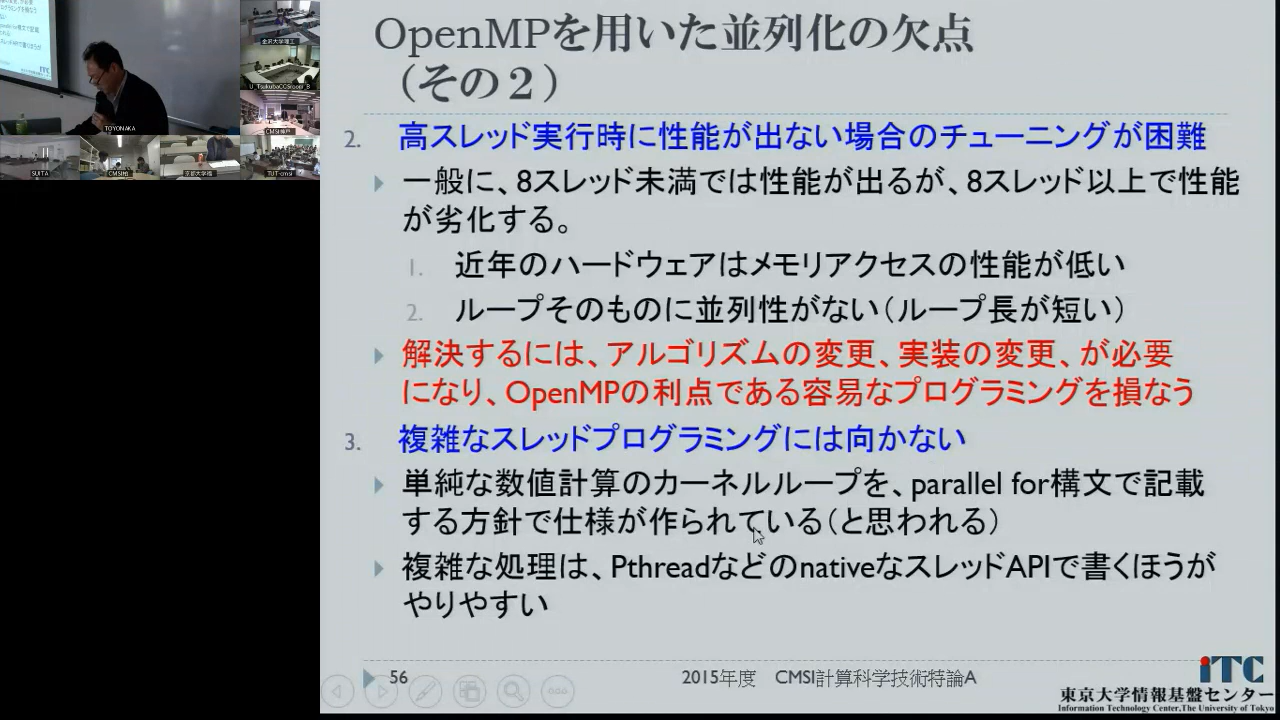 OpenMPを用いた並列化の欠点
（その２）
2. 高スレッド実行時に性能が出ない場合のチューニングが困難
一般に、8スレッド未満では性能が出るが、8スレッド以上で性能
が劣化する。
1. 近年のハードウェアはメモリアクセスの性能が低い
2. ループそのものに並列性がない（ループ長が短い）
解決するには、アルゴリズムの変更、実装の変更、が必要
になり、OpenMPの利点である容易なプログラミングを損なう
3. 複雑なスレッドプログラミングには向かない
単純な数値計算のカーネルループを、parallel for構文で記載
する方針で仕様が作られている（と思われる）
複雑な処理は、PthreadなどのnativeなスレッドAPIで書くほうが
やりやすい
56
2015年度　CMSI計算科学技術特論A
iTC
東京大学情報基盤センター
Information Technology Center,The University of Tokyo
TOYONAKA
金沢大学理工
U_TsukubaCCSroom_B
CMSI神戸
SUITA
CMSI柏
TUT-cmsi